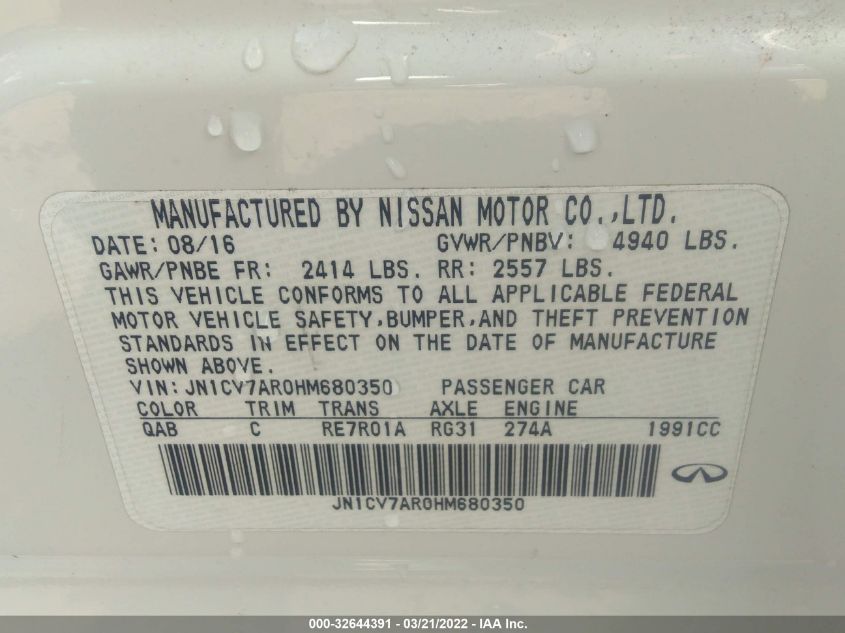 MANUFACTURED BY NISSAN MOTOR CO.,LTD.
DATE: 08/16 GVWR/PNBV: 4940 LBS.
GAWR/PNBE FR: 2414 LBS. RR: 2557 LBS.
THIS VEHICLE CONFORMS TO ALL APPLICABLE FEDERAL
MOTOR VEHICLE SAFETY,BUMPER,AND THEFT PREVENTION
STANDARDS IN EFFECT ON THE DATE OF MANUFACTURE
SHOWN ABOVE.
VIN: JN1CV7AR0HM680350 PASSENGER CAR
COLOR TRIM TRANS AXLE ENGINE
QAB C RE7R01A RG31 274A 1991CC
JN1CV7AR0HM680350
000-32644391 - 03/21/2022 - IAA Inc.